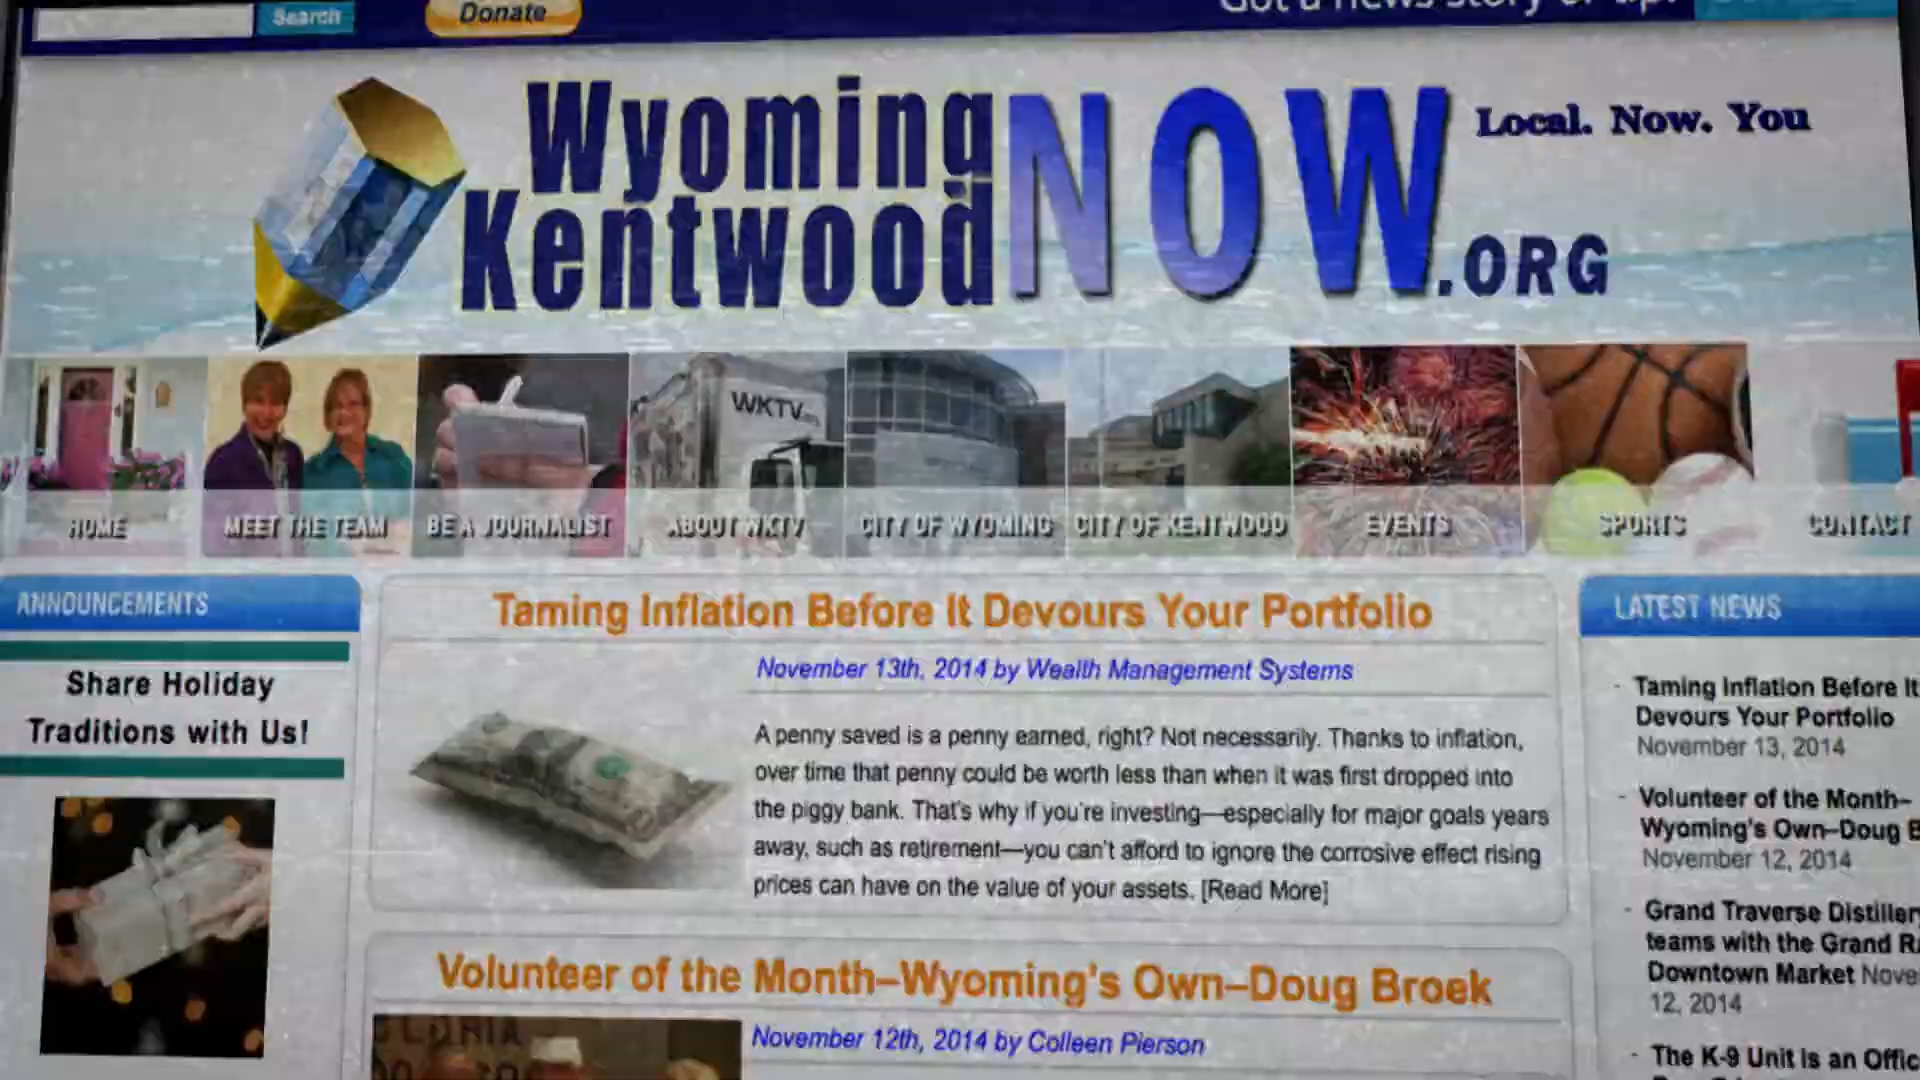 Search
Donate
Wyoming
Kentwood
NOW
.ORG
Local. Now. You
WKTV
HOME
MEET THE TEAM
BE A JOURNALIST
ABOUT WKTV
CITY OF WYOMING
CITY OF KENTWOOD
EVENTS
SPORTS
CONTACT
ANNOUNCEMENTS
Share Holiday
Traditions with Us!
Taming Inflation Before It Devours Your Portfolio
November 13th, 2014 by Wealth Management Systems
A penny saved is a penny earned, right? Not necessarily. Thanks to inflation,
over time that penny could be worth less than when it was first dropped into
the piggy bank. That's why if you're investing—especially for major goals years
away, such as retirement—you can't afford to ignore the corrosive effect rising
prices can have on the value of your assets. [Read More]
Volunteer of the Month–Wyoming's Own–Doug Broek
November 12th, 2014 by Colleen Pierson
LATEST NEWS
- Taming Inflation Before It
Devours Your Portfolio
November 13, 2014
- Volunteer of the Month–
Wyoming's Own–Doug B
November 12, 2014
- Grand Traverse Distiller
teams with the Grand R
Downtown Market Nove
12, 2014
- The K-9 Unit is an Offic